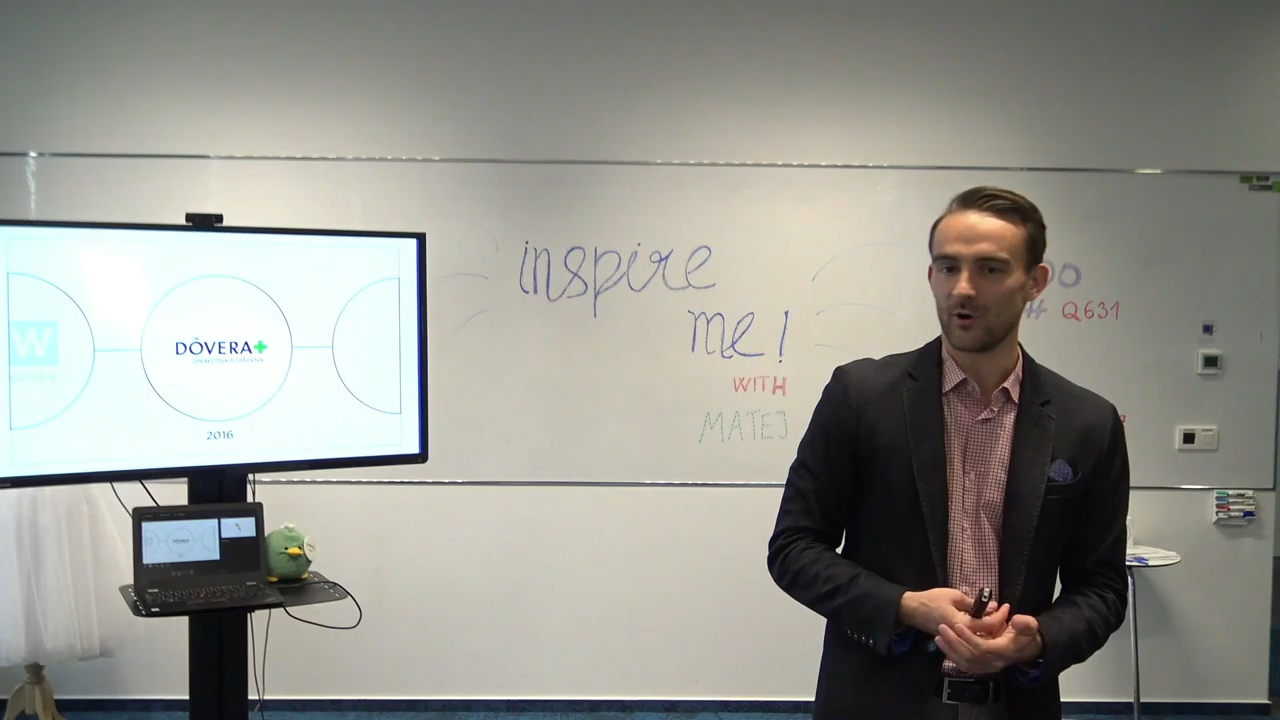 inspire
me!
WITH
MATEJ
# Q631
W
DÔVERA
2016